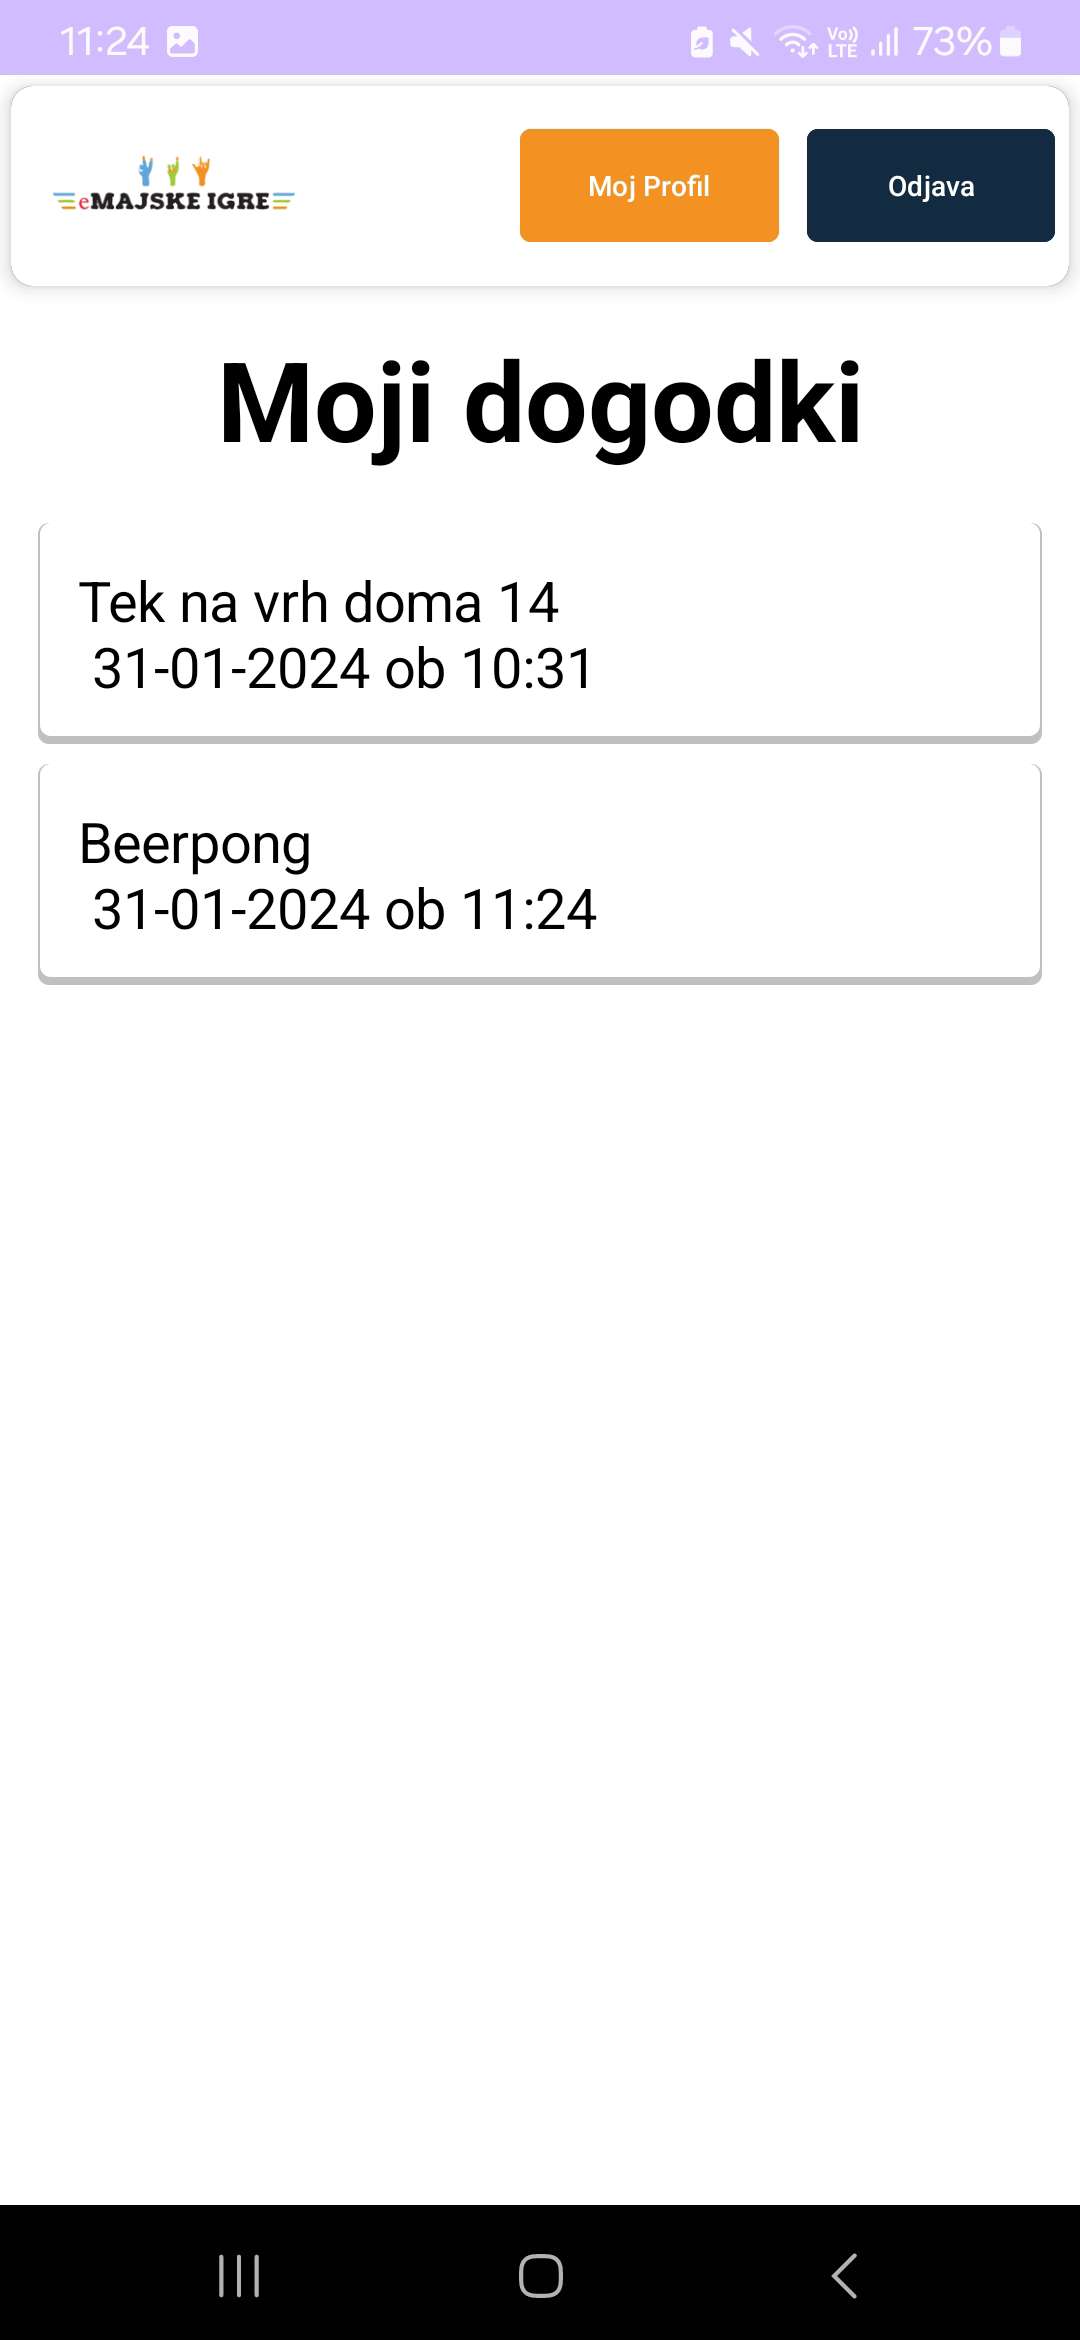 11:24
Vo)) LTE 73%
eMAJSKE IGRE
Moj Profil
Odjava
Moji dogodki
Tek na vrh doma 14
31-01-2024 ob 10:31
Beerpong
31-01-2024 ob 11:24